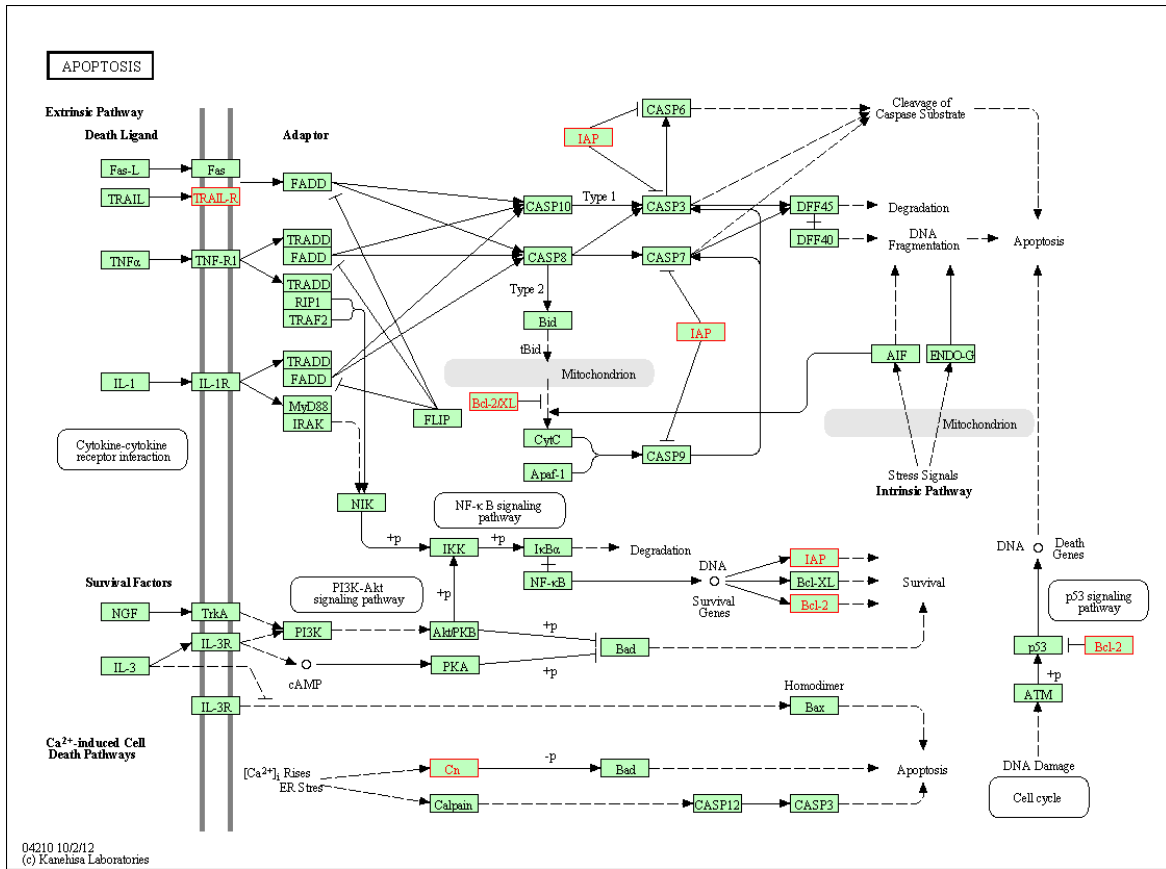 APOPTOSIS
Extrinsic Pathway
Death Ligand
Adaptor
Fas-L
Fas
TRAIL
TRAIL-R
FADD
TNFα
TNF-R1
TRADD
FADD
TRADD
RIP1
TRAF2
IL-1
IL-1R
TRADD
FADD
MyD88
IRAK
FLIP
Cytokine-cytokine
receptor interaction
NIK
CASP6
IAP
CASP10
Type 1
CASP3
CASP8
CASP7
Type 2
Bid
tBid
Mitochondrion
Bcl-2/XL
CytC
Apaf-1
CASP9
IAP
Cleavage of
Caspase Substrate
DFF45
Degradation
DFF40
DNA
Fragmentation
Apoptosis
AIF
ENDO-G
Mitochondrion
Stress Signals
Intrinsic Pathway
NF-κB signaling
pathway
+p
IKK
+p
IκBα
Degradation
NF-κB
DNA
Survival
Genes
IAP
Bcl-XL
Bcl-2
Survival
Survival Factors
PI3K-Akt
signaling pathway
+p
NGF
TrkA
PI3K
Akt/PKB
+p
IL-3R
IL-3
cAMP
PKA
+p
Bad
IL-3R
Homodimer
Bax
Ca2+-induced Cell
Death Pathways
[Ca2+]i Rises
ER Stres
Cn
-p
Bad
Apoptosis
Calpain
CASP12
CASP3
DNA
Death
Genes
p53 signaling
pathway
p53
Bcl-2
+p
ATM
DNA Damage
Cell cycle
04210 10/2/12
(c) Kanehisa Laboratories